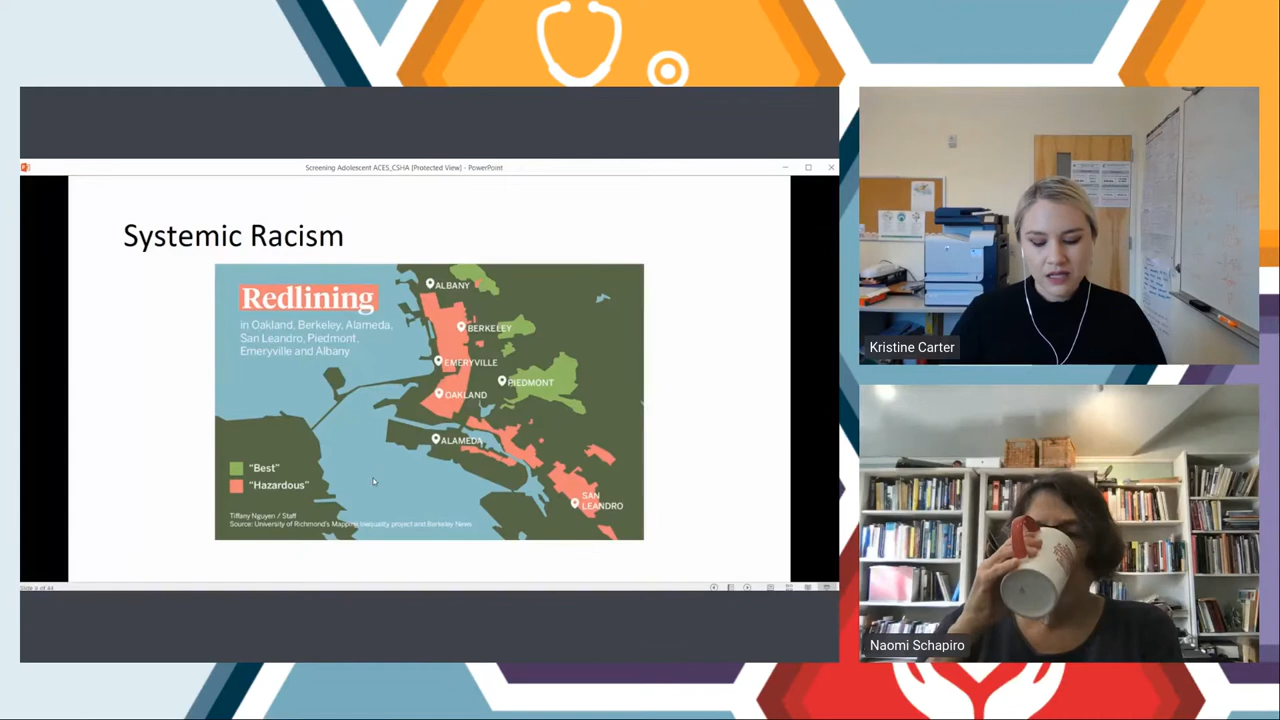 Screening Adolescent ACES_CSHA [Protected View] - PowerPoint
Systemic Racism
Redlining
in Oakland, Berkeley, Alameda,
San Leandro, Piedmont,
Emeryville and Albany
ALBANY
BERKELEY
EMERYVILLE
PIEDMONT
OAKLAND
ALAMEDA
SAN
LEANDRO
"Best"
"Hazardous"
Tiffany Nguyen / Staff
Source: University of Richmond's Mapping Inequality project and Berkeley News
Kristine Carter
Naomi Schapiro